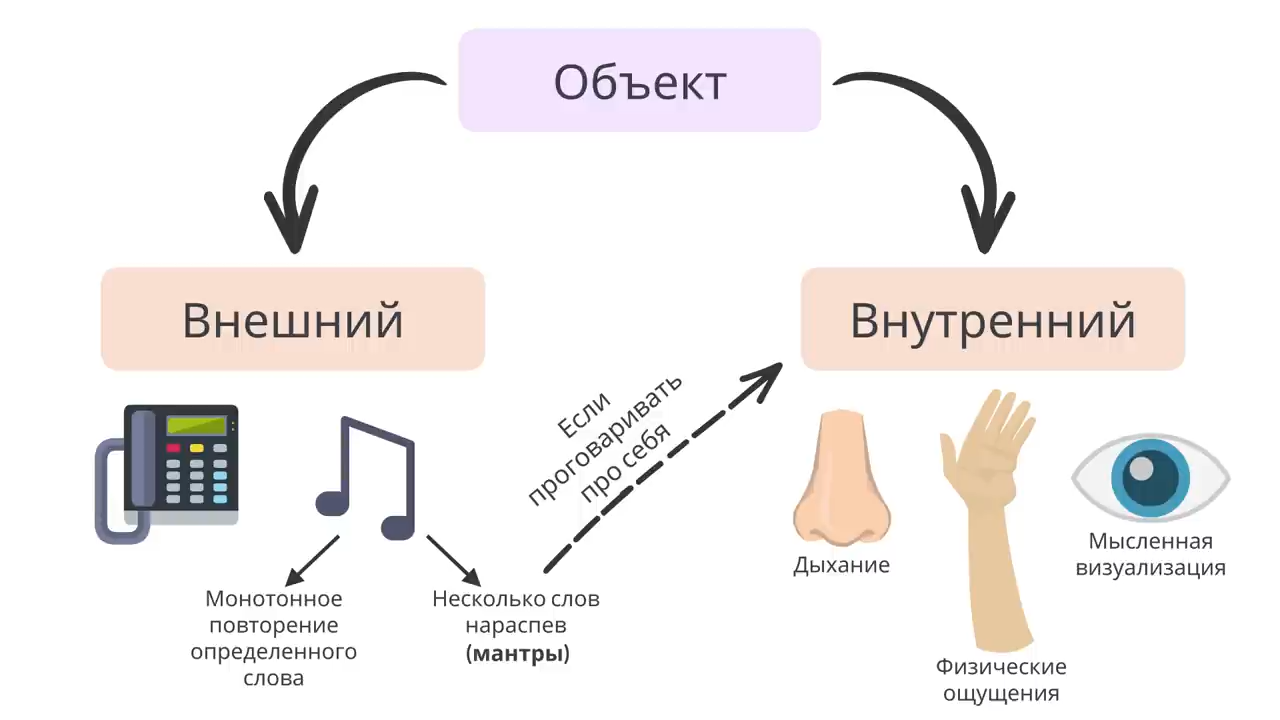 Объект
Внешний
Внутренний
Если
проговаривать
про себя
Монотонное
повторение
определенного
слова
Несколько слов
нараспев
(мантры)
Дыхание
Физические
ощущения
Мысленная
визуализация